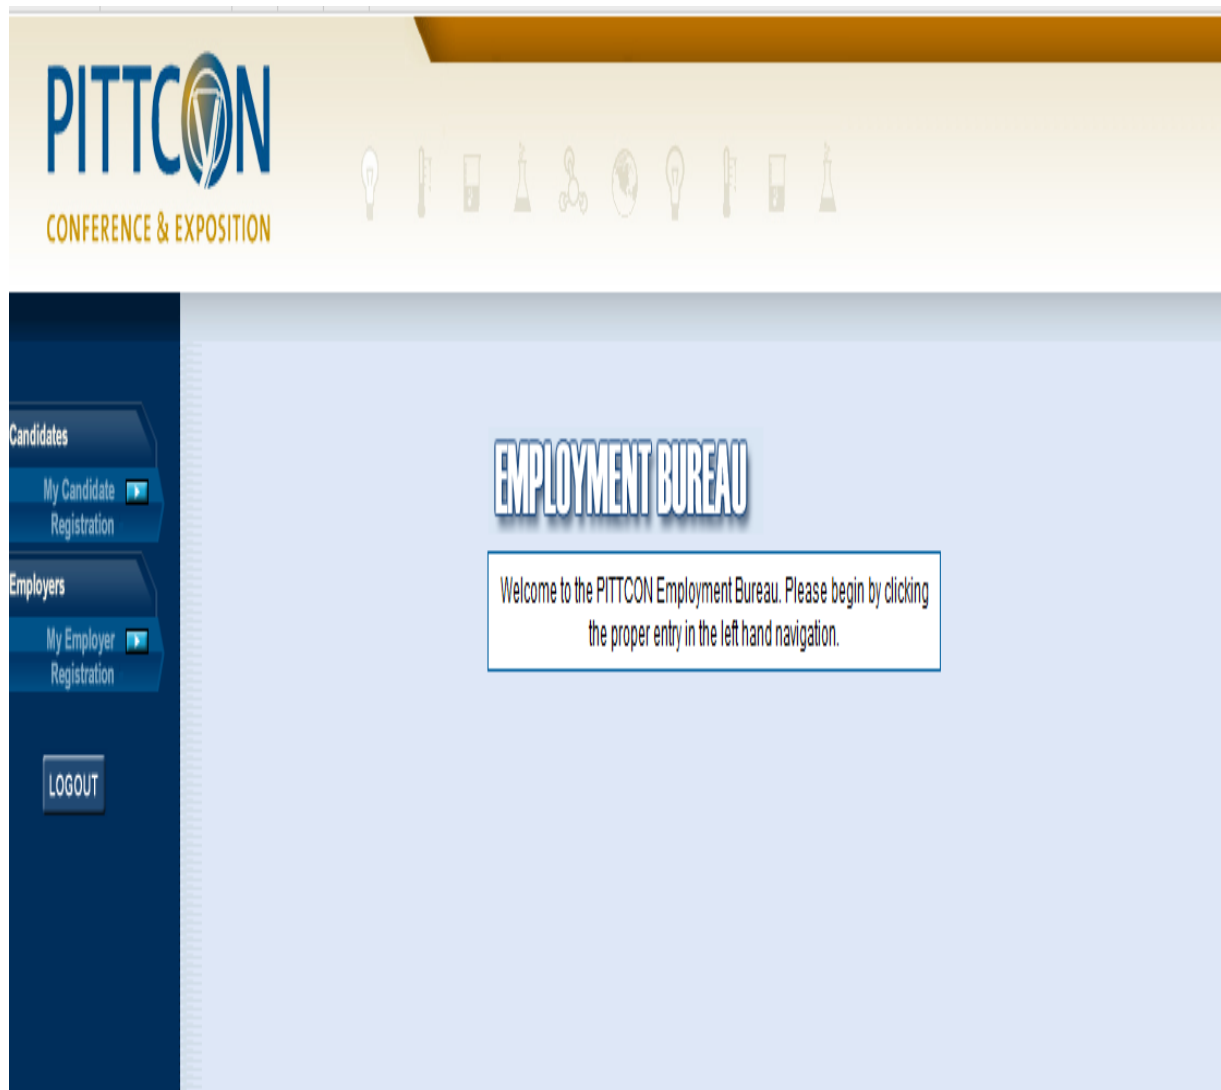 PITTCON
CONFERENCE & EXPOSITION
Candidates
My Candidate
Registration
Employers
My Employer
Registration
LOGOUT
EMPLOYMENT BUREAU
Welcome to the PITTCON Employment Bureau. Please begin by clicking
the proper entry in the left hand navigation.